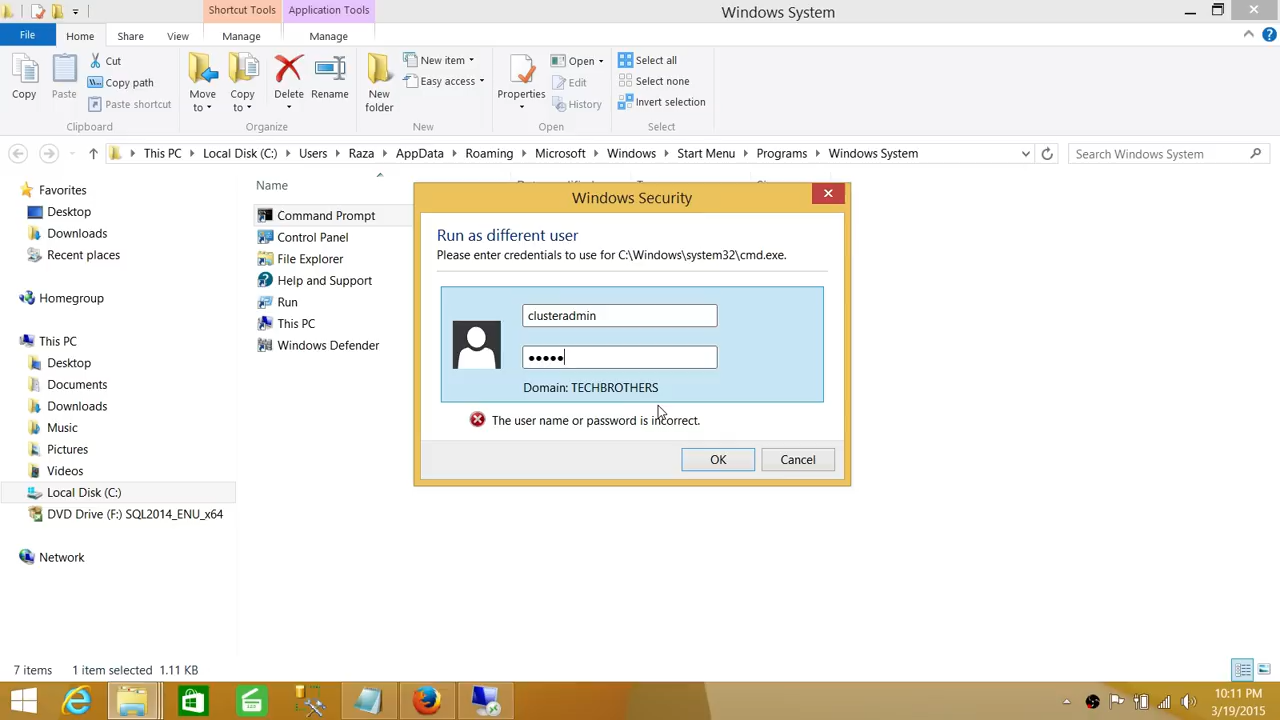 Shortcut Tools
Application Tools
Windows System
File
Home
Share
View
Manage
Manage
Copy
Paste
Cut
Copy path
Paste shortcut
Move to
Copy to
Delete
Rename
New folder
New item
Easy access
Properties
Open
Edit
History
Select all
Select none
Invert selection
Clipboard
Organize
New
Open
Select
This PC
Local Disk (C:)
Users
Raza
AppData
Roaming
Microsoft
Windows
Start Menu
Programs
Windows System
Search Windows System
Favorites
Desktop
Downloads
Recent places
Homegroup
This PC
Desktop
Documents
Downloads
Music
Pictures
Videos
Local Disk (C:)
DVD Drive (F:) SQL2014_ENU_x64
Network
Name
Command Prompt
Control Panel
File Explorer
Help and Support
Run
This PC
Windows Defender
Windows Security
Run as different user
Please enter credentials to use for C:\Windows\system32\cmd.exe.
clusteradmin
●●●●●
Domain: TECHBROTHERS
The user name or password is incorrect.
OK
Cancel
7 items
1 item selected 1.11 KB
10:11 PM
3/19/2015